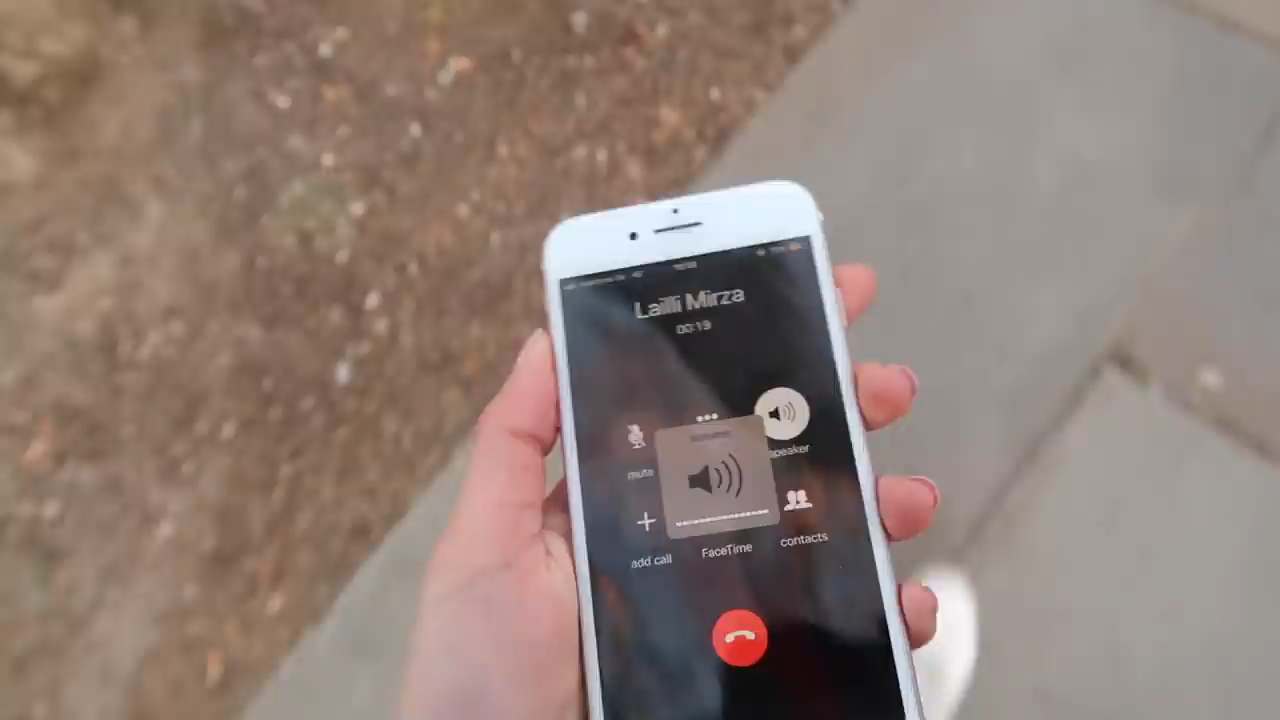 Lailli Mirza
00:19
mute
speaker
add call
FaceTime
contacts